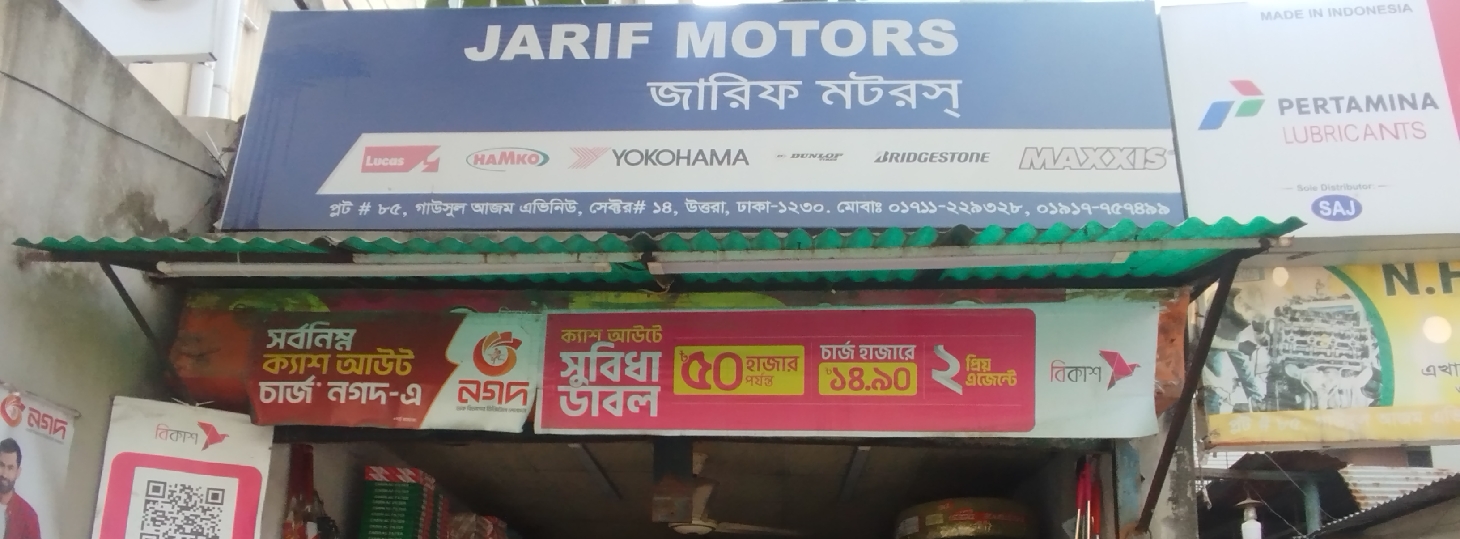 JARIF MOTORS
জারিফ মটরস্
Lucas HAMKO YOKOHAMA DUNLOP BRIDGESTONE MAXXIS
প্লট # ৮৫, গাউসুল আজম এভিনিউ, সেক্টর# ১৪, উত্তরা, ঢাকা-১২৩০. মোবাঃ ০১৭১১-২২৯৩২৮, ০১৯১৭-৭৫৭৪৯৯
MADE IN INDONESIA
PERTAMINA
LUBRICANTS
Sole Distributor:
SAJ
সর্বনিম্ন
ক্যাশ আউট
চার্জ নগদ-এ
নগদ
ক্যাশ আউটে
সুবিধা
ডাবল
৳৫০ হাজার
পর্যন্ত
চার্জ হাজারে
৳১৪.৯০
২ প্রিয়
এজেন্টে
বিকাশ
N.H
এখা
নগদ
বিকাশ